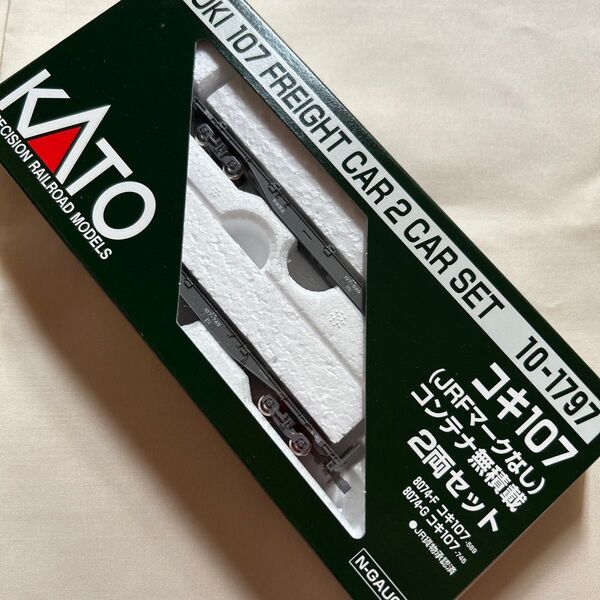 KATO
PRECISION RAILROAD MODELS
KOKI 107 FREIGHT CAR 2 CAR SET 10-1797
コキ107
(JRFマークなし)
コンテナ無積載
2両セット
8074-F コキ107-589
8074-G コキ107-745
●JR貨物承認済
N-GAUGE